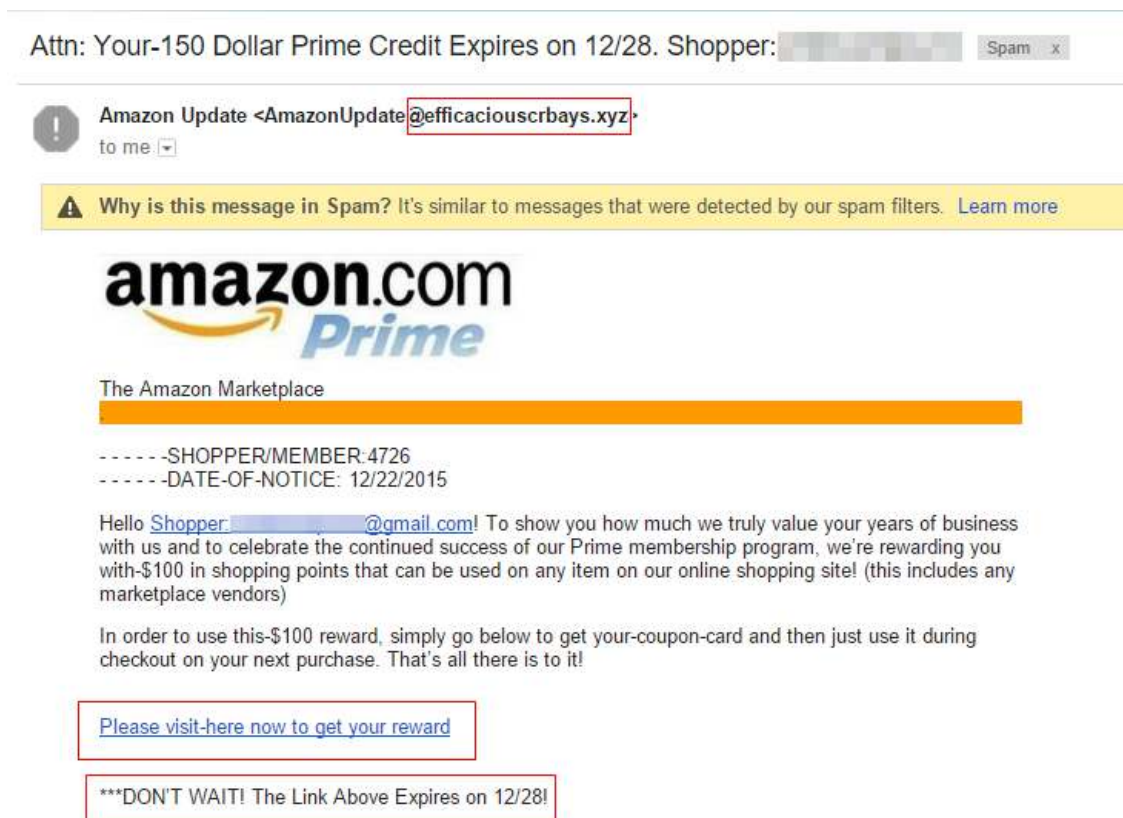 Attn: Your-150 Dollar Prime Credit Expires on 12/28. Shopper:
Spam x
Amazon Update <AmazonUpdate@efficaciouscrbays.xyz>
to me
Why is this message in Spam? It's similar to messages that were detected by our spam filters. Learn more
amazon.com
Prime
The Amazon Marketplace
- - - - - -SHOPPER/MEMBER:4726
- - - - - -DATE-OF-NOTICE: 12/22/2015
Hello Shopper: @gmail.com! To show you how much we truly value your years of business
with us and to celebrate the continued success of our Prime membership program, we're rewarding you
with-$100 in shopping points that can be used on any item on our online shopping site! (this includes any
marketplace vendors)
In order to use this-$100 reward, simply go below to get your-coupon-card and then just use it during
checkout on your next purchase. That's all there is to it!
Please visit-here now to get your reward
***DON'T WAIT! The Link Above Expires on 12/28!